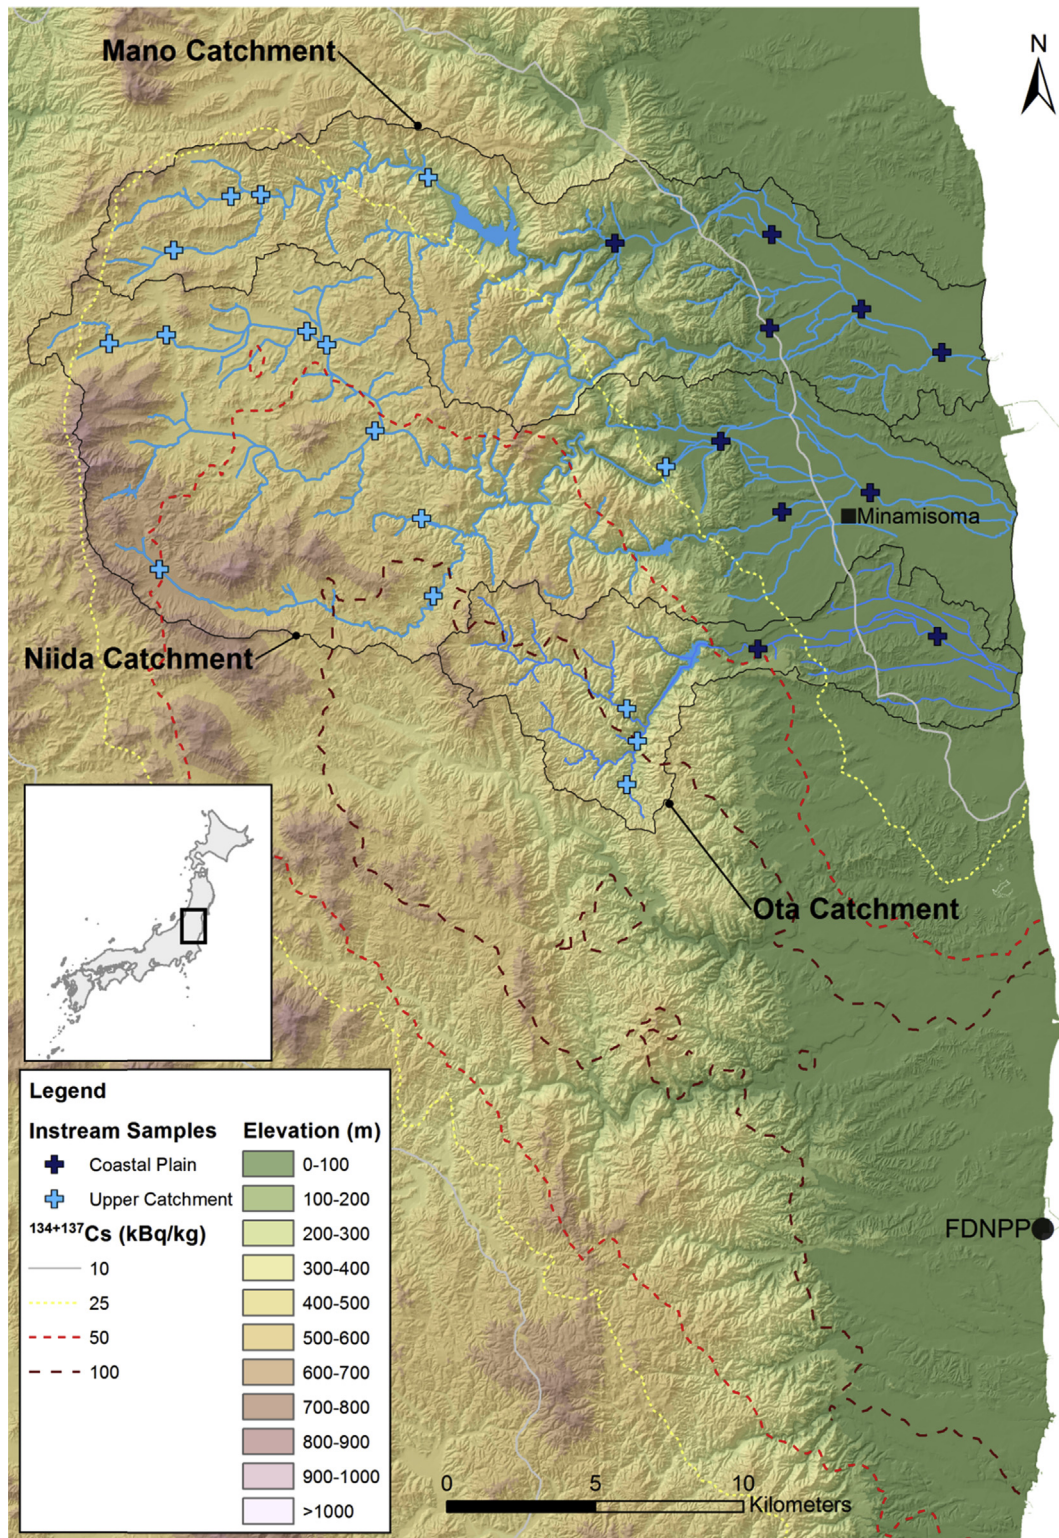 Mano Catchment
N
Minamisoma
Niida Catchment
Ota Catchment
FDNPP
Legend
Instream Samples
Coastal Plain
Upper Catchment
134+137Cs (kBq/kg)
10
25
50
100
Elevation (m)
0-100
100-200
200-300
300-400
400-500
500-600
600-700
700-800
800-900
900-1000
>1000
0 5 10
Kilometers